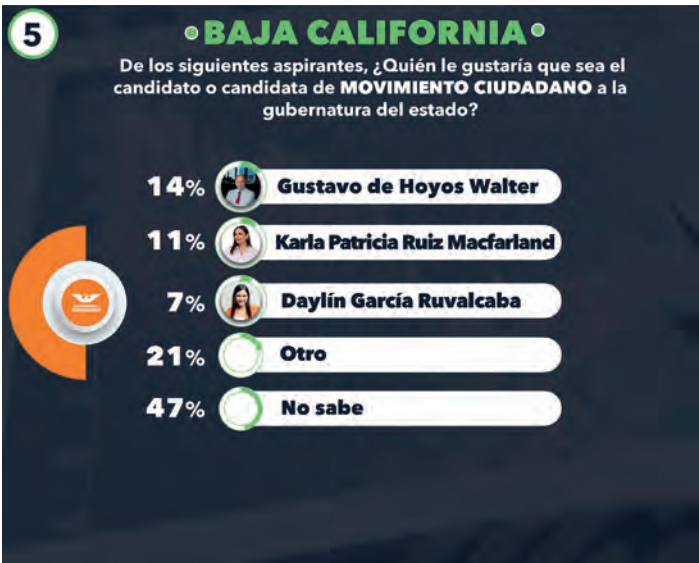 5
BAJA CALIFORNIA
De los siguientes aspirantes, ¿Quién le gustaría que sea el
candidato o candidata de MOVIMIENTO CIUDADANO a la
gubernatura del estado?
14% Gustavo de Hoyos Walter
11% Karla Patricia Ruiz Macfarland
7% Daylín García Ruvalcaba
21% Otro
47% No sabe